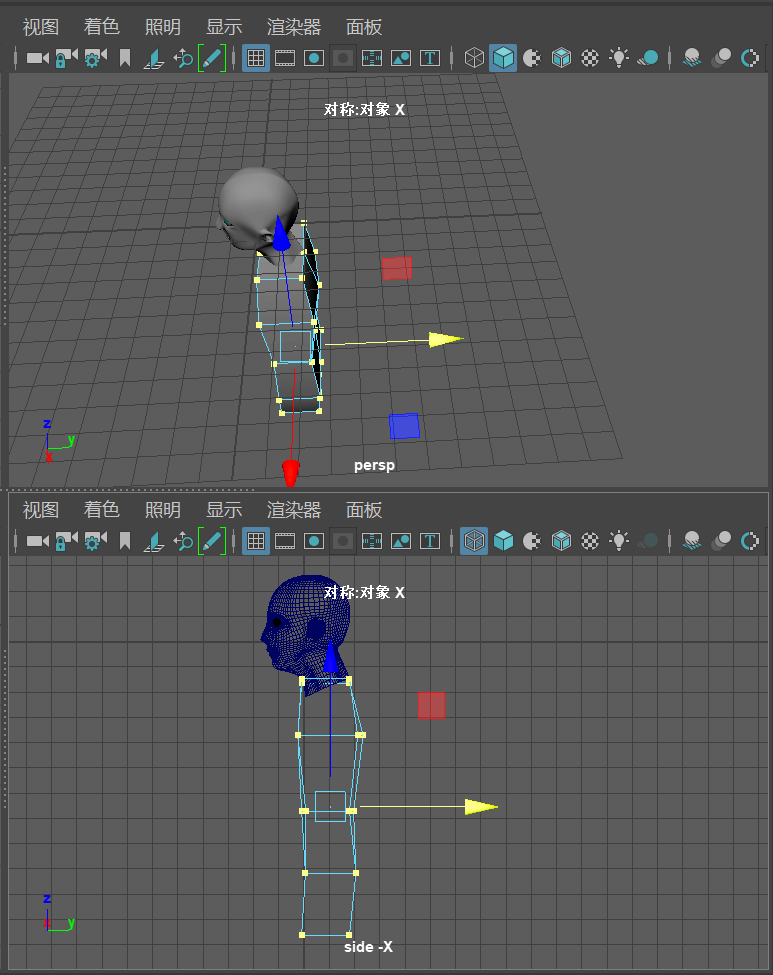 视图 着色 照明 显示 渲染器 面板
T
对称:对象 X
z
y
x
persp
视图 着色 照明 显示 渲染器 面板
T
对称:对象 X
z
x y
side -X